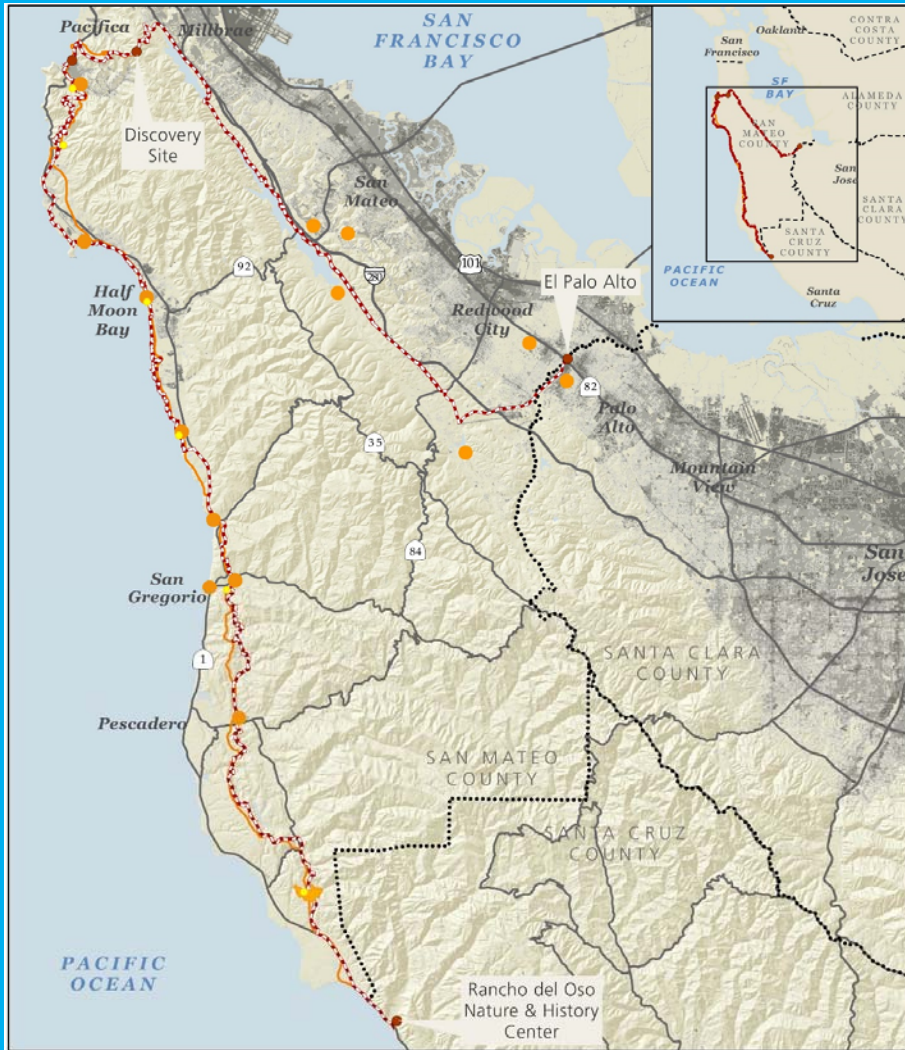 Pacifica
Millbrae
SAN
FRANCISCO
BAY
Discovery
Site
San
Mateo
92
280
101
El Palo Alto
Half
Moon
Bay
Redwood
City
82
Palo
Alto
35
Mountain
View
84
San
Jose
San
Gregorio
1
SANTA CLARA
COUNTY
Pescadero
SAN MATEO
COUNTY
SANTA CRUZ
COUNTY
PACIFIC
OCEAN
Rancho del Oso
Nature & History
Center
CONTRA
COSTA
COUNTY
San
Francisco
Oakland
SF
BAY
ALAMEDA
COUNTY
SAN
MATEO
COUNTY
San
Jose
SANTA
CLARA
COUNTY
SANTA
CRUZ
COUNTY
PACIFIC
OCEAN
Santa
Cruz